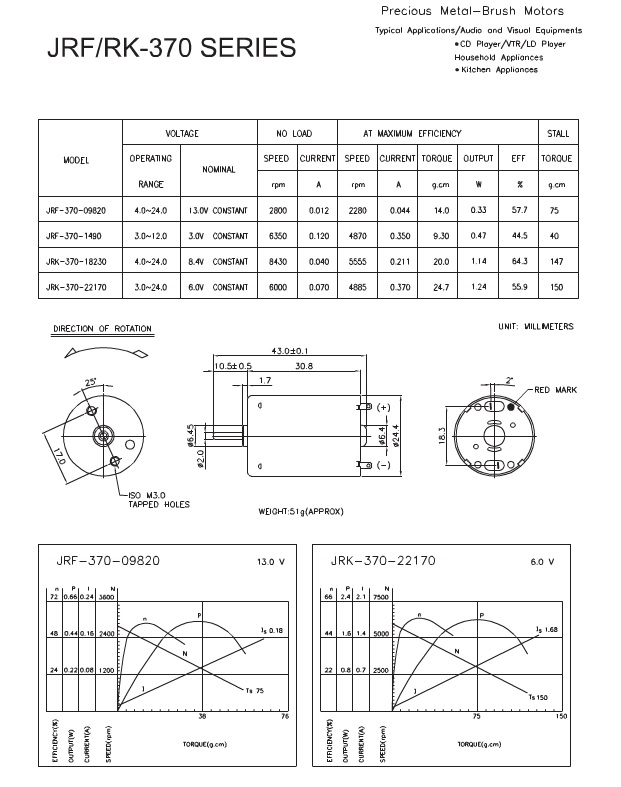 Precious Metal-Brush Motors
Typical Applications/Audio and Visual Equipments
•CD Player/VTR/LD Player
Household Appliances
•Kitchen Appliances
JRF/RK-370 SERIES
MODEL VOLTAGE NO LOAD AT MAXIMUM EFFICIENCY STALL
OPERATING RANGE NOMINAL SPEED CURRENT SPEED CURRENT TORQUE OUTPUT EFF TORQUE
rpm A rpm A g.cm W % g.cm
JRF-370-09820 4.0~24.0 13.0V CONSTANT 2800 0.012 2280 0.044 14.0 0.33 57.7 75
JRF-370-1490 3.0~12.0 3.0V CONSTANT 6350 0.120 4870 0.350 9.30 0.47 44.5 40
JRK-370-18230 4.0~24.0 8.4V CONSTANT 8430 0.040 5555 0.211 20.0 1.14 64.3 147
JRK-370-22170 3.0~24.0 6.0V CONSTANT 6000 0.070 4885 0.370 24.7 1.24 55.9 150
DIRECTION OF ROTATION
UNIT: MILLIMETERS
43.0±0.1
10.5±0.5 30.8
1.7
25°
2°
RED MARK
(+)
ø6.45
ø2.0
ø6.4
ø24.4
18.3
17.0
(-)
ISO M3.0
TAPPED HOLES
WEIGHT:51g(APPROX)
JRF-370-09820 13.0 V
n P I N
72 0.66 0.24 3600
48 0.44 0.16 2400
24 0.22 0.08 1200
n
P
Is 0.18
N
I
Ts 75
38 76
EFFICIENCY(%)
OUTPUT(W)
CURRENT(A)
SPEED(rpm)
TORQUE(g.cm)
JRK-370-22170 6.0 V
n P I N
66 2.4 2.1 7500
44 1.6 1.4 5000
22 0.8 0.7 2500
n
P
Is 1.68
N
I
Ts 150
75 150
EFFICIENCY(%)
OUTPUT(W)
CURRENT(A)
SPEED(rpm)
TORQUE(g.cm)